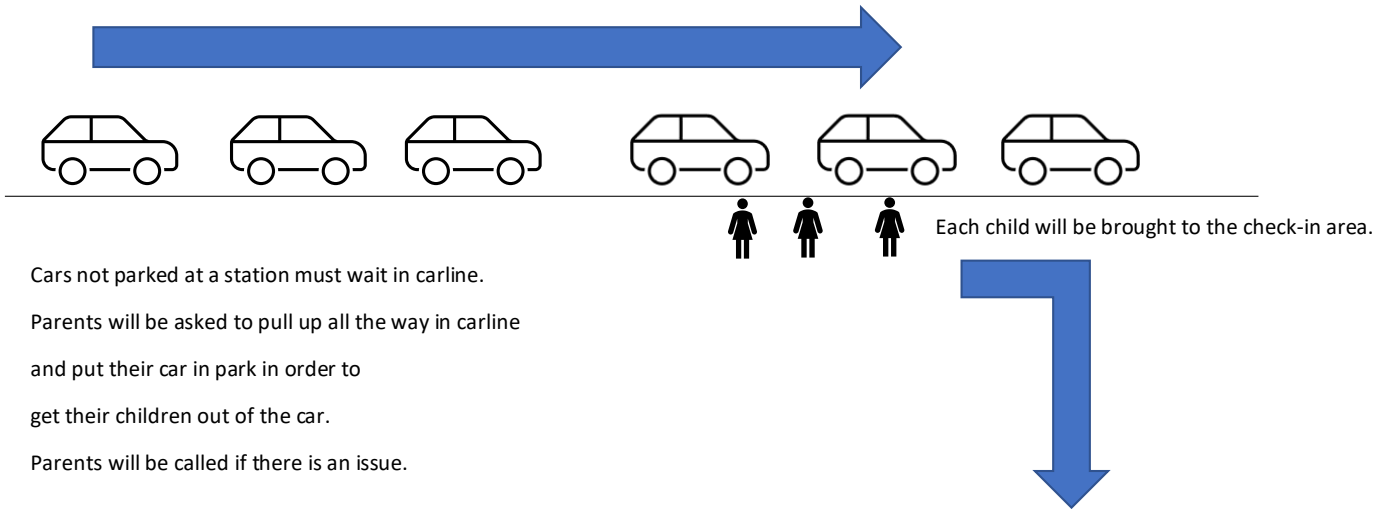 Each child will be brought to the check-in area.
Cars not parked at a station must wait in carline.
Parents will be asked to pull up all the way in carline
and put their car in park in order to
get their children out of the car.
Parents will be called if there is an issue.